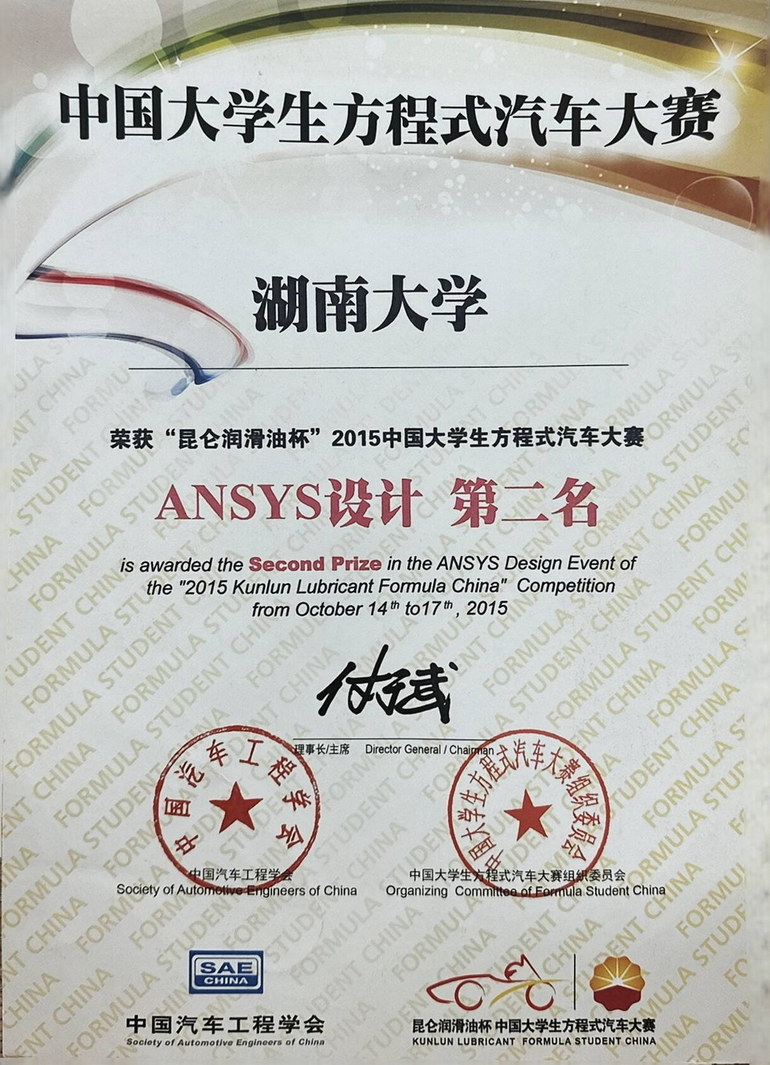 中国大学生方程式汽车大赛
湖南大学
荣获“昆仑润滑油杯”2015中国大学生方程式汽车大赛
ANSYS设计 第二名
is awarded the Second Prize in the ANSYS Design Event of
the "2015 Kunlun Lubricant Formula China" Competition
from October 14th to17th, 2015
理事长/主席 Director General / Chairman
中国汽车工程学会
中国大学生方程式汽车大赛组织委员会
中国汽车工程学会
Society of Automotive Engineers of China
中国大学生方程式汽车大赛组织委员会
Organizing Committee of Formula Student China
SAE
CHINA
中国汽车工程学会
Society of Automotive Engineers of China
昆仑润滑油杯 中国大学生方程式汽车大赛
KUNLUN LUBRICANT FORMULA STUDENT CHINA
FORMULA STUDENT CHINA